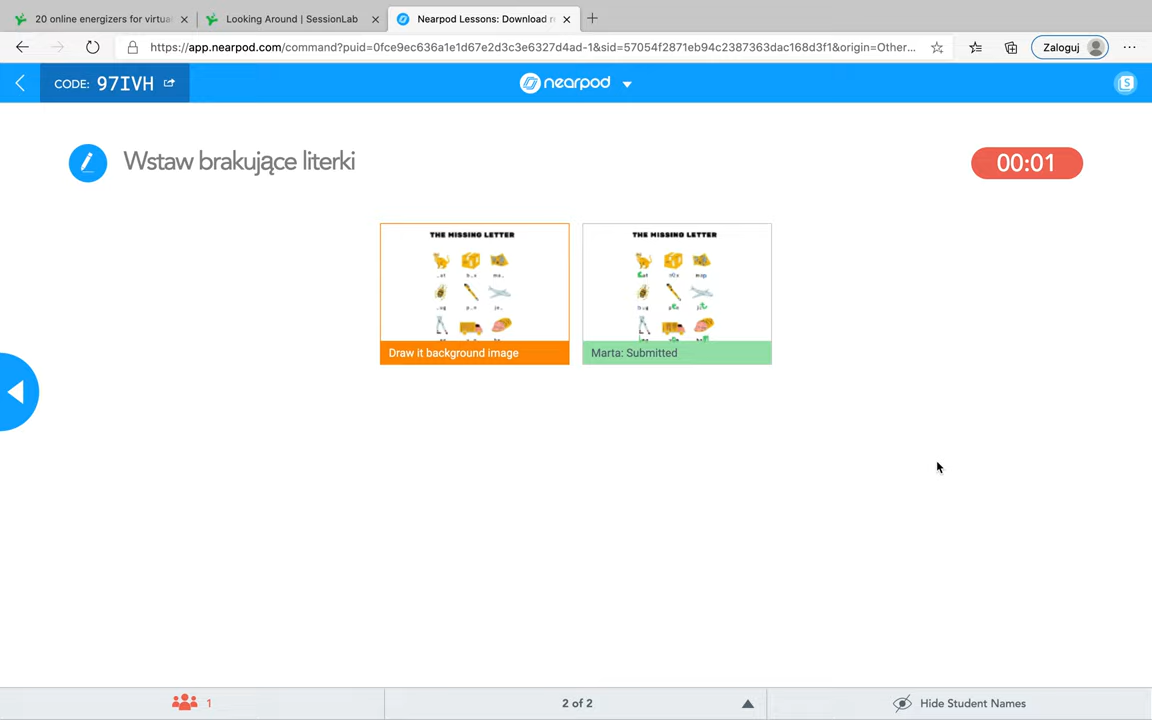 20 online energizers for virtua
Looking Around | SessionLab
Nearpod Lessons: Download r
https://app.nearpod.com/command?puid=0fce9ec636a1e1d67e2d3c3e6327d4ad-1&sid=57054f2871eb94c2387363dac168d3f1&origin=Other...
Zaloguj
CODE: 97IVH
nearpod
S
Wstaw brakujące literki
00:01
THE MISSING LETTER
THE MISSING LETTER
Draw it background image
Marta: Submitted
1
2 of 2
Hide Student Names